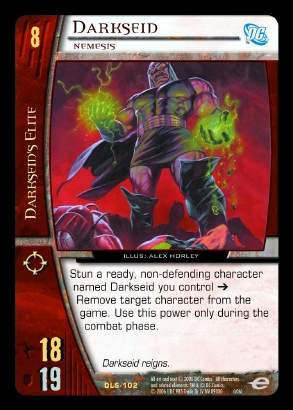 8
DARKSEID
NEMESIS
DC
DARKSEID'S ELITE
ILLUS: ALEX HORLEY
Stun a ready, non-defending character
named Darkseid you control ➔
Remove target character from the
game. Use this power only during the
combat phase.
18
19
Darkseid reigns.
DLS-102